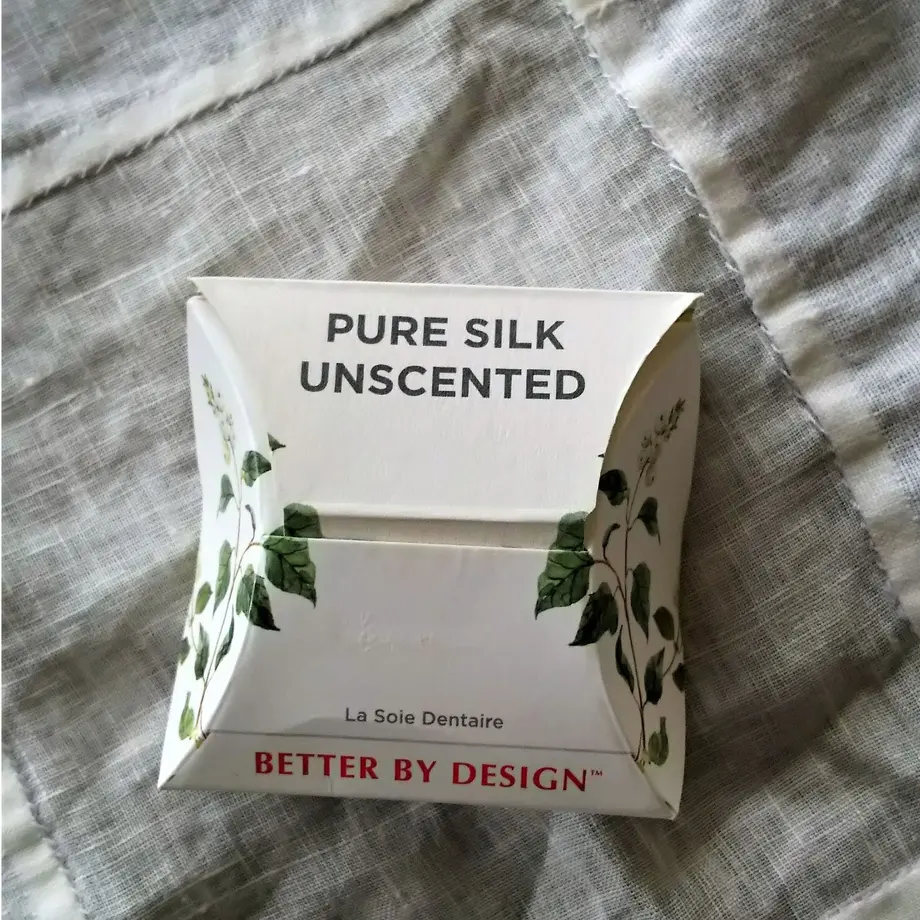 PURE SILK
UNSCENTED
La Soie Dentaire
BETTER BY DESIGN™